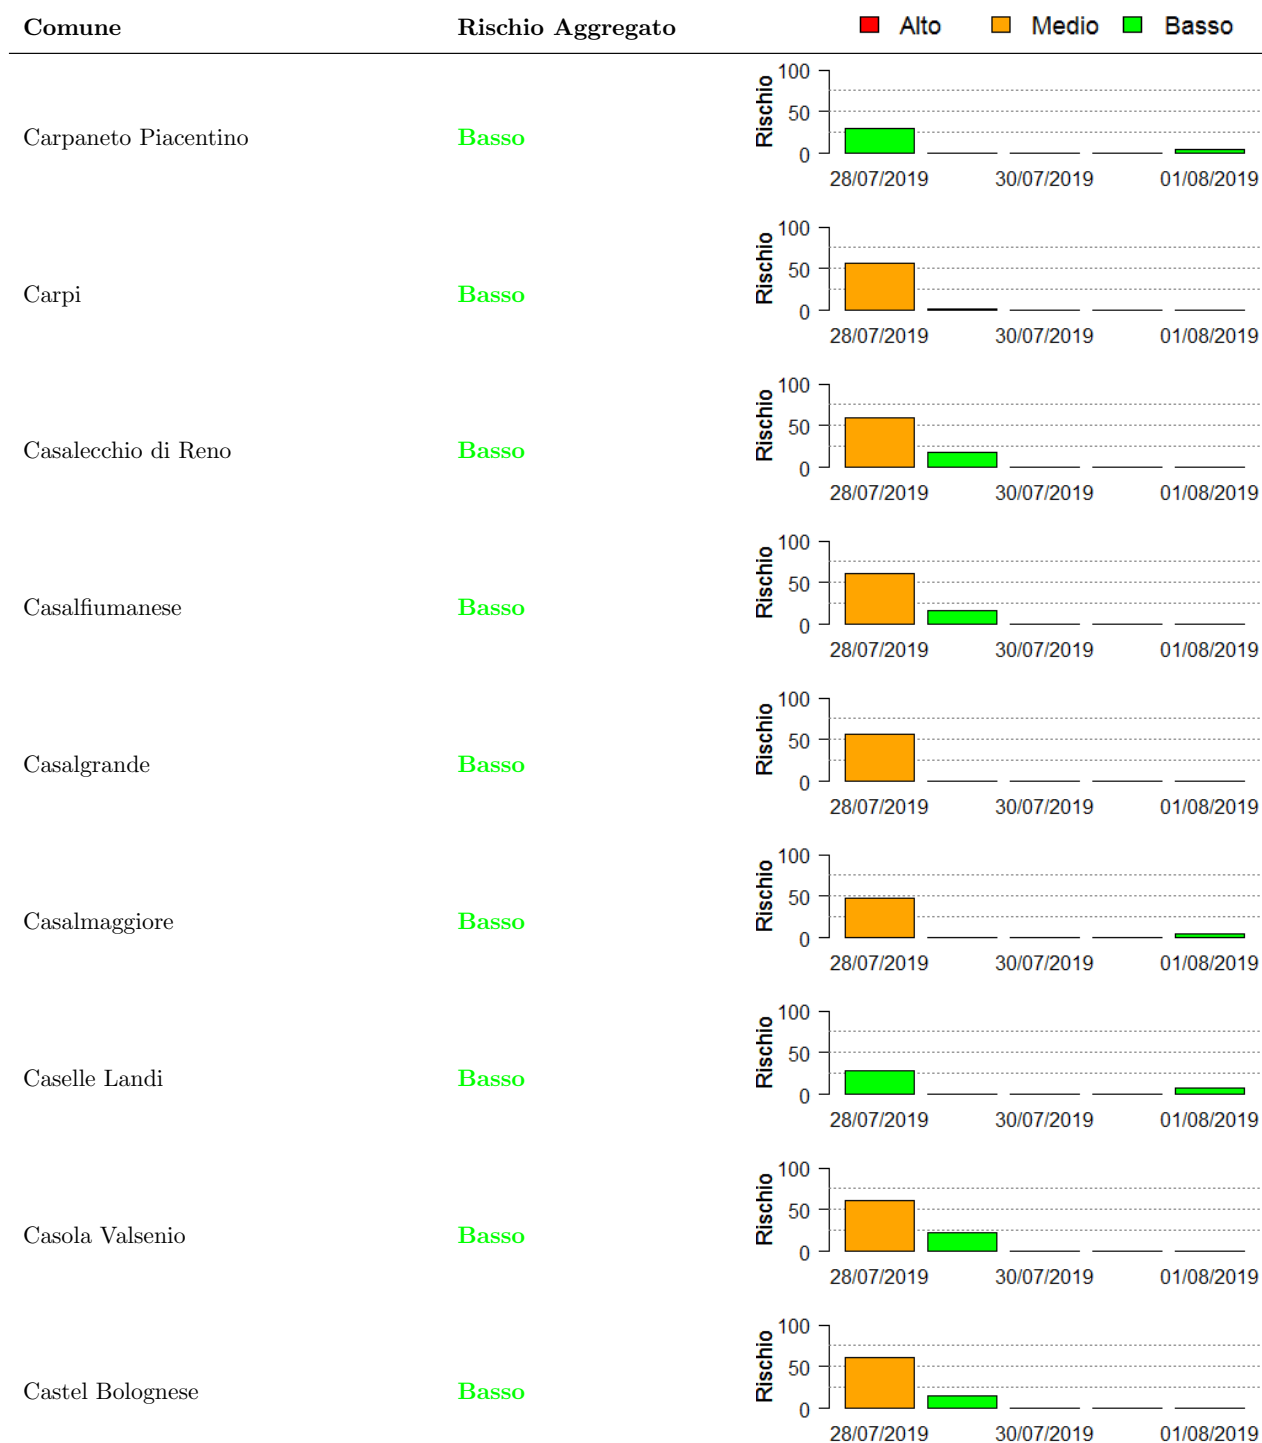 Comune Rischio Aggregato Alto Medio Basso
Carpaneto Piacentino Basso
Rischio
100
50
0
28/07/2019 30/07/2019 01/08/2019
Carpi Basso
Rischio
100
50
0
28/07/2019 30/07/2019 01/08/2019
Casalecchio di Reno Basso
Rischio
100
50
0
28/07/2019 30/07/2019 01/08/2019
Casalfiumanese Basso
Rischio
100
50
0
28/07/2019 30/07/2019 01/08/2019
Casalgrande Basso
Rischio
100
50
0
28/07/2019 30/07/2019 01/08/2019
Casalmaggiore Basso
Rischio
100
50
0
28/07/2019 30/07/2019 01/08/2019
Caselle Landi Basso
Rischio
100
50
0
28/07/2019 30/07/2019 01/08/2019
Casola Valsenio Basso
Rischio
100
50
0
28/07/2019 30/07/2019 01/08/2019
Castel Bolognese Basso
Rischio
100
50
0
28/07/2019 30/07/2019 01/08/2019